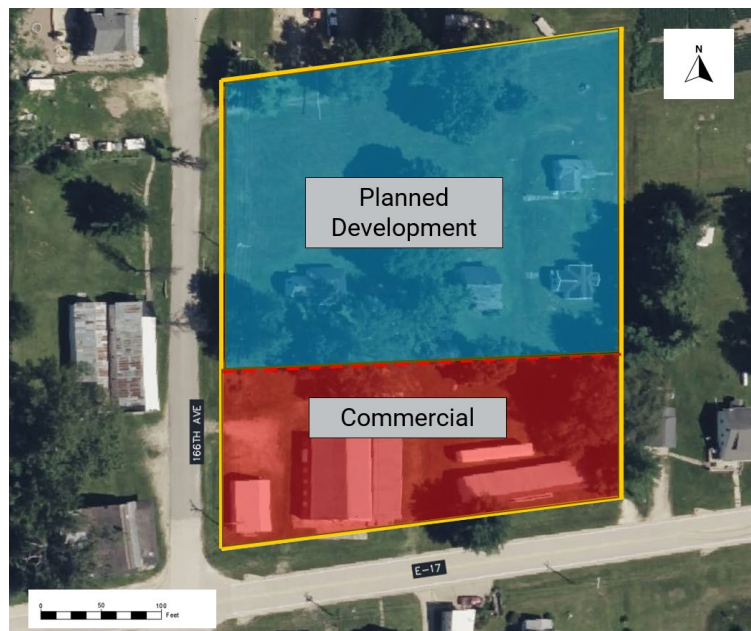 N
Planned
Development
Commercial
166TH AVE
E-17
0 50 100
Feet